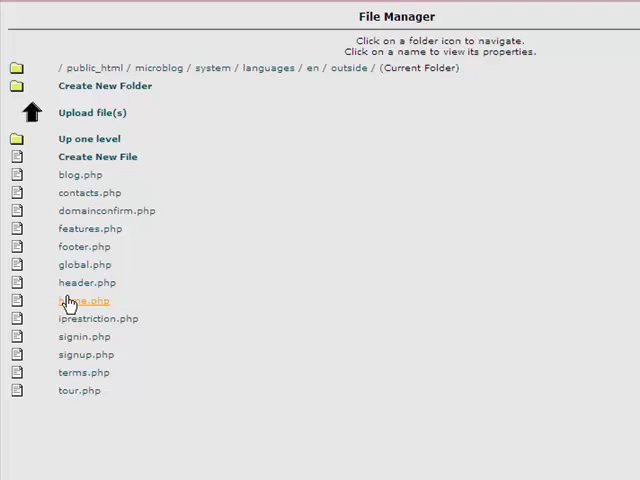 File Manager
Click on a folder icon to navigate.
Click on a name to view its properties.
/ public_html / microblog / system / languages / en / outside / (Current Folder)
Create New Folder
Upload file(s)
Up one level
Create New File
blog.php
contacts.php
domainconfirm.php
features.php
footer.php
global.php
header.php
home.php
iprestriction.php
signin.php
signup.php
terms.php
tour.php